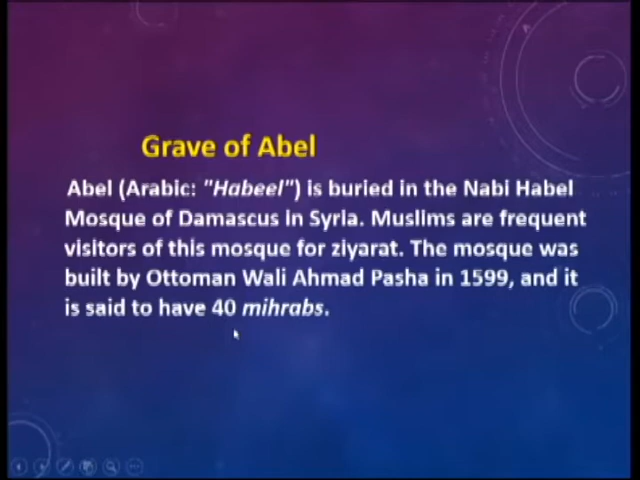 Grave of Abel
Abel (Arabic: "Habeel") is buried in the Nabi Habel
Mosque of Damascus in Syria. Muslims are frequent
visitors of this mosque for ziyarat. The mosque was
built by Ottoman Wali Ahmad Pasha in 1599, and it
is said to have 40 mihrabs.